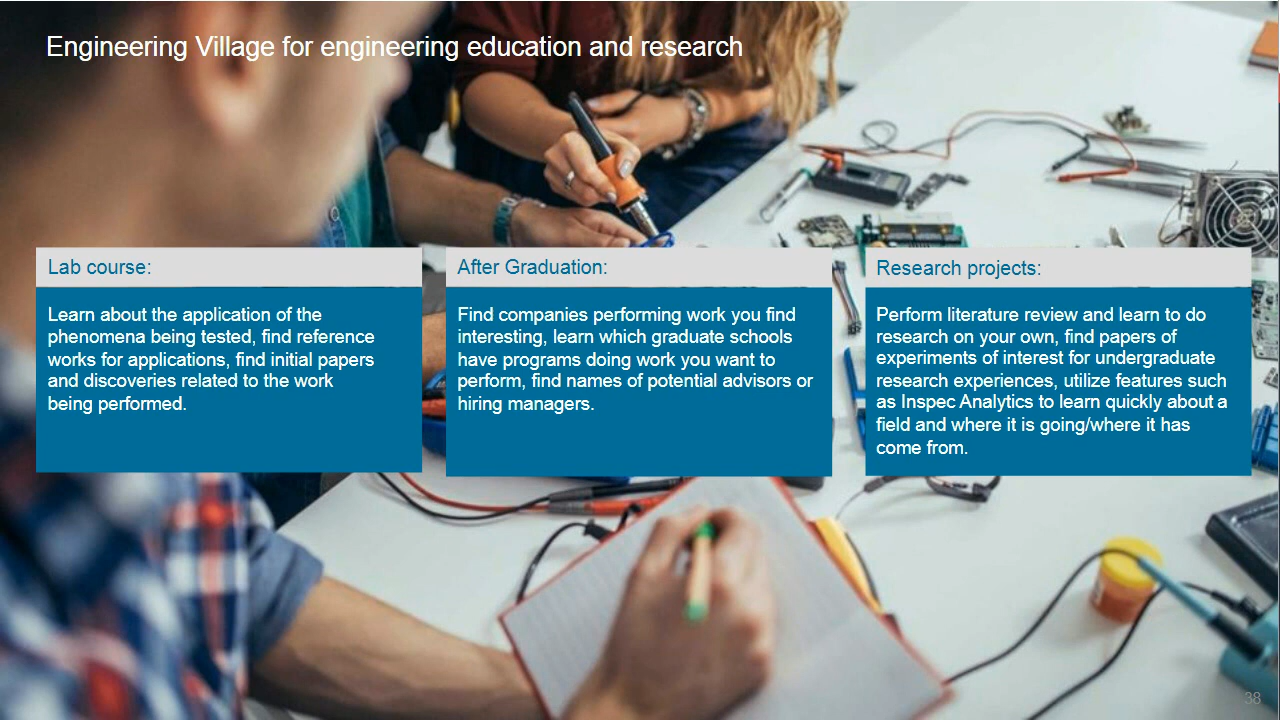 Engineering Village for engineering education and research
Lab course:
Learn about the application of the
phenomena being tested, find reference
works for applications, find initial papers
and discoveries related to the work
being performed.
After Graduation:
Find companies performing work you find
interesting, learn which graduate schools
have programs doing work you want to
perform, find names of potential advisors or
hiring managers.
Research projects:
Perform literature review and learn to do
research on your own, find papers of
experiments of interest for undergraduate
research experiences, utilize features such
as Inspec Analytics to learn quickly about a
field and where it is going/where it has
come from.
38